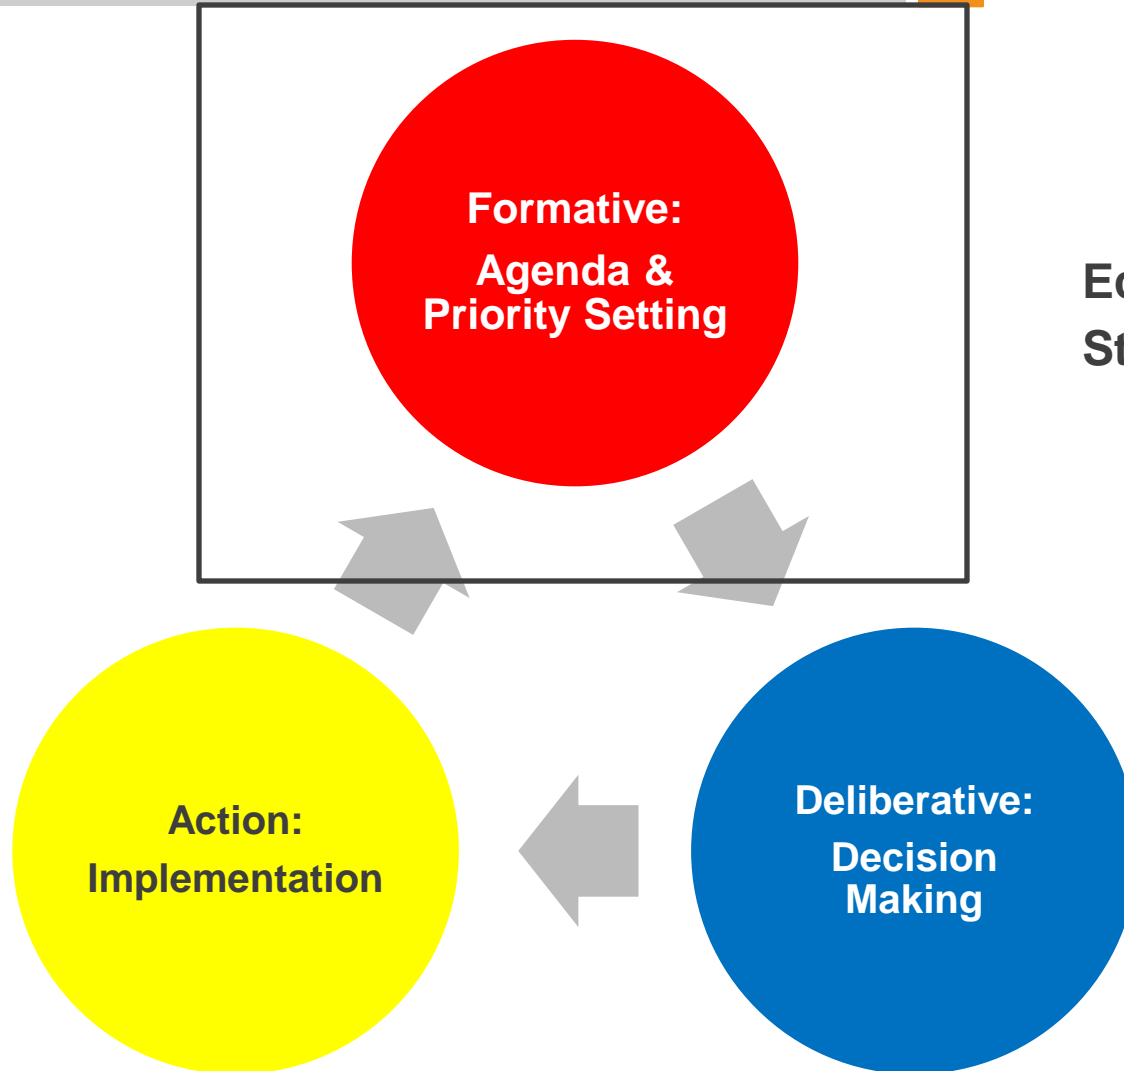 Formative:
Agenda &
Priority Setting
Action:
Implementation
Deliberative:
Decision
Making